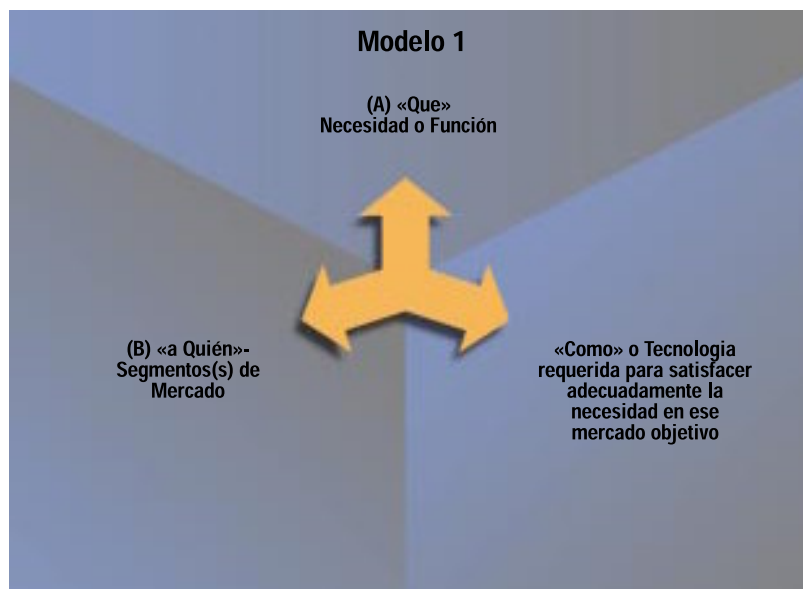 Modelo 1
(A) «Que»
Necesidad o Función
(B) «a Quién»-
Segmentos(s) de
Mercado
«Como» o Tecnologia
requerida para satisfacer
adecuadamente la
necesidad en ese
mercado objetivo